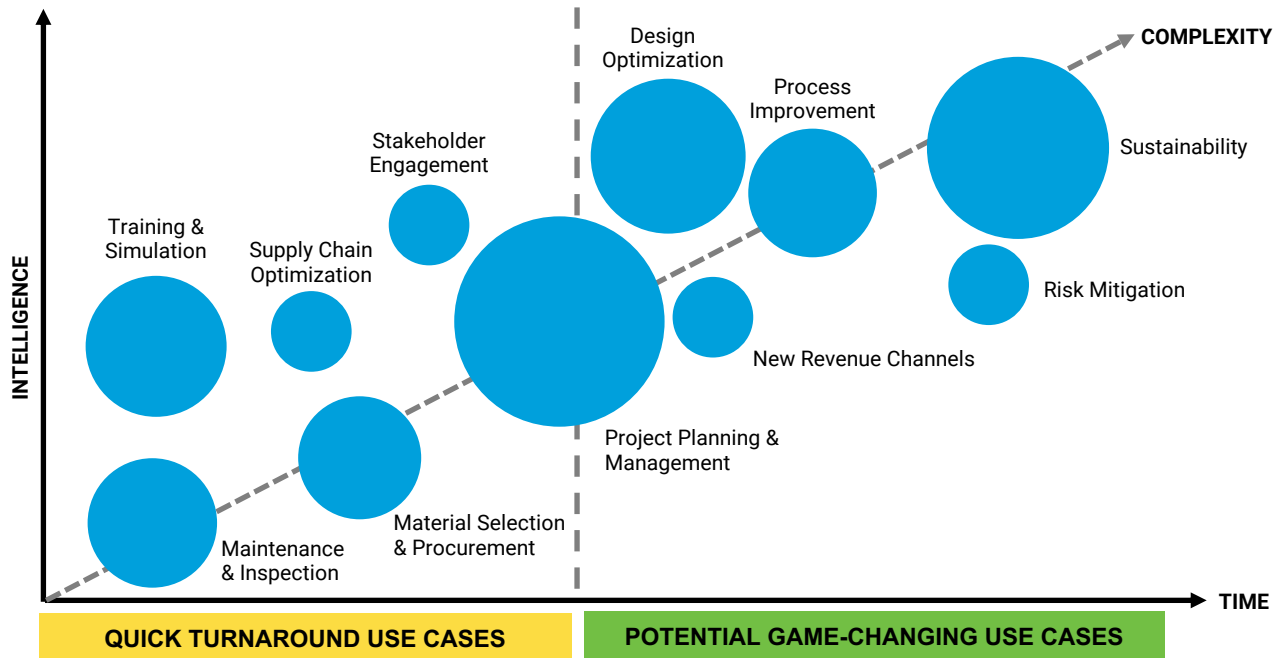 Design
Optimization
COMPLEXITY
Process
Improvement
Stakeholder
Engagement
Sustainability
Training &
Simulation
Supply Chain
Optimization
Risk Mitigation
INTELLIGENCE
New Revenue Channels
Project Planning &
Management
Material Selection
& Procurement
Maintenance
& Inspection
TIME
QUICK TURNAROUND USE CASES
POTENTIAL GAME-CHANGING USE CASES